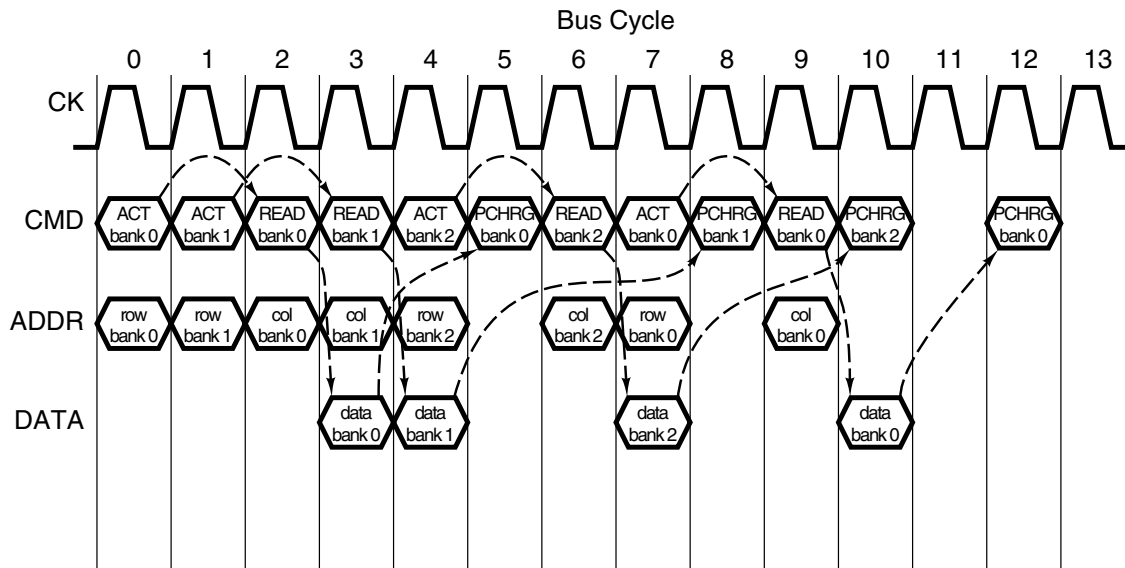 Bus Cycle
0 1 2 3 4 5 6 7 8 9 10 11 12 13
CK
CMD
ACT ACT READ READ ACT PCHRG READ ACT PCHRG READ PCHRG PCHRG
bank 0 bank 1 bank 0 bank 1 bank 2 bank 0 bank 2 bank 0 bank 1 bank 0 bank 2 bank 0
ADDR
row row col col row col row col
bank 0 bank 1 bank 0 bank 1 bank 2 bank 2 bank 0 bank 0
DATA
data data data data
bank 0 bank 1 bank 2 bank 0